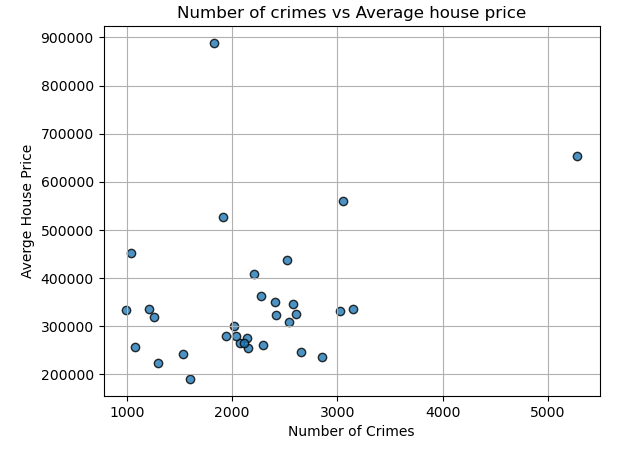 Number of crimes vs Average house price
900000
800000
700000
600000
500000
400000
300000
200000
Averge House Price
1000 2000 3000 4000 5000
Number of Crimes